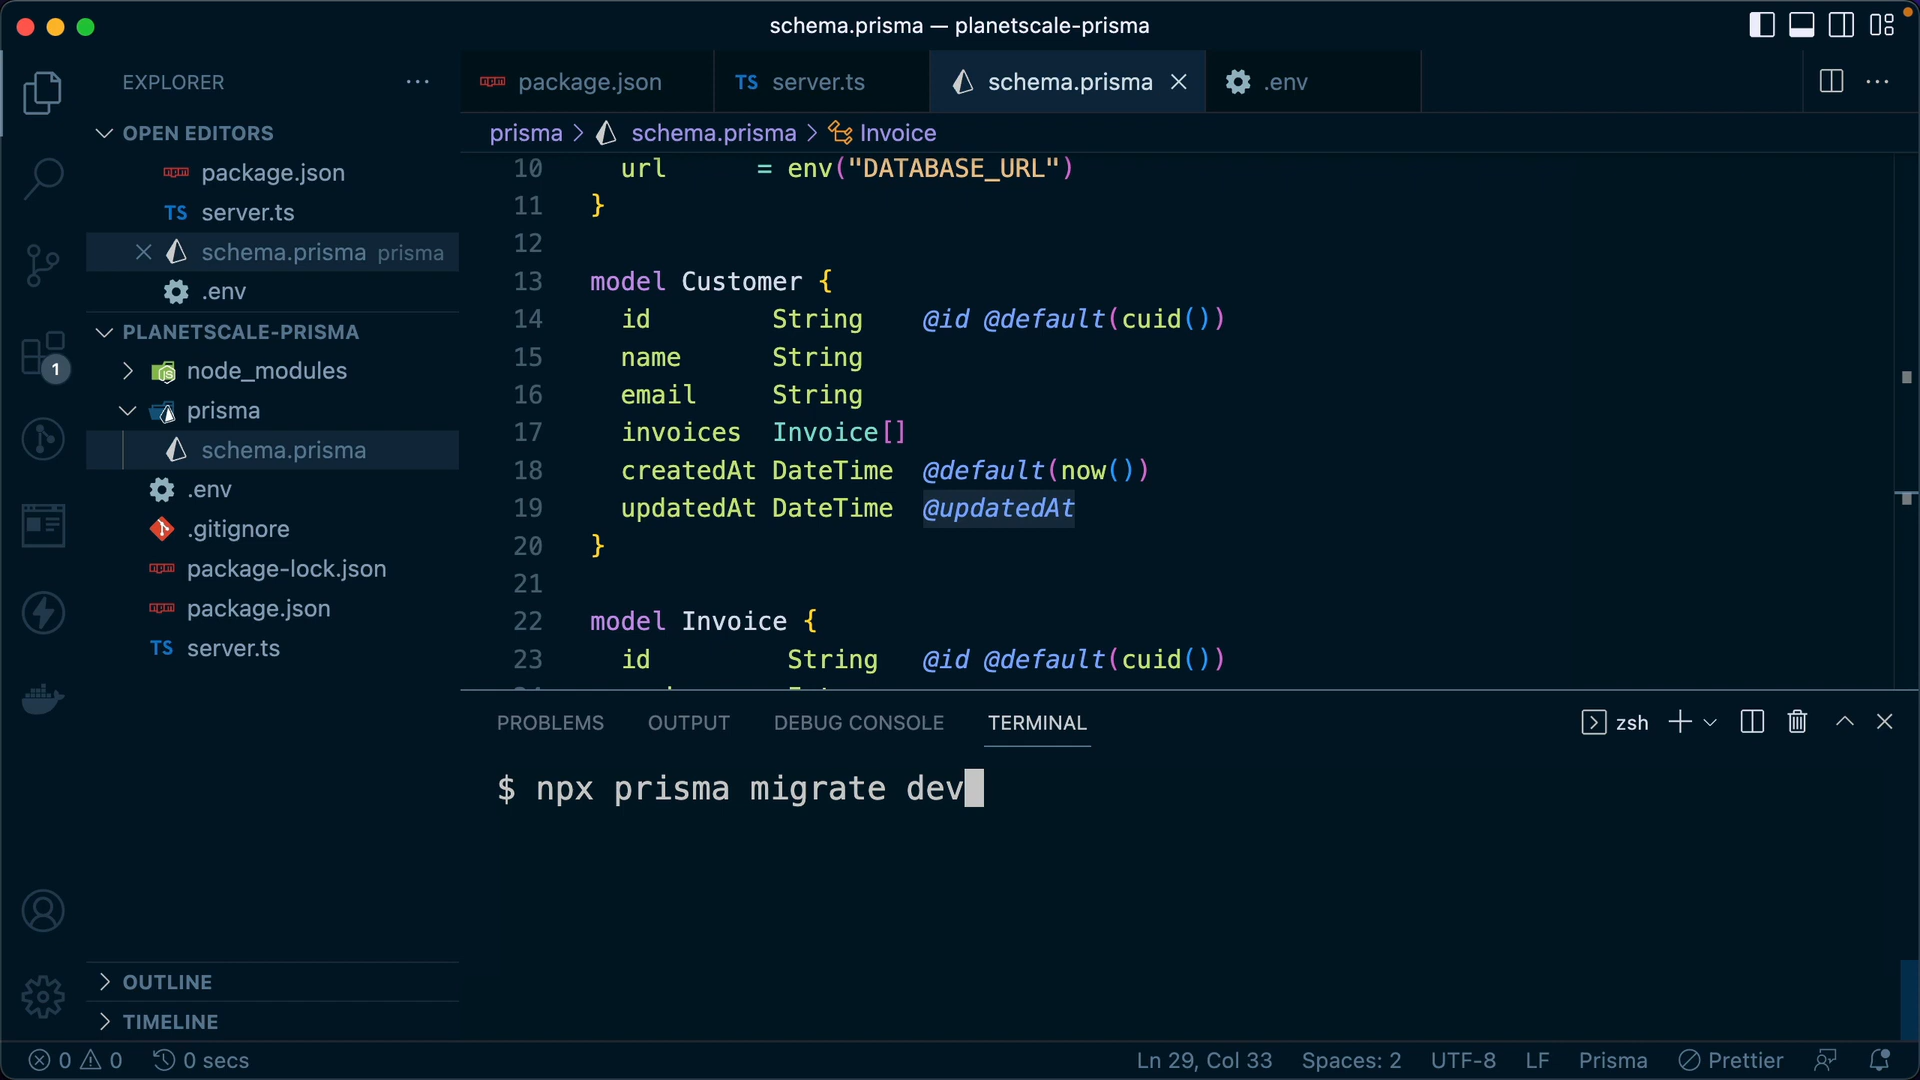 schema.prisma — planetscale-prisma
EXPLORER
OPEN EDITORS
package.json
TS server.ts
schema.prisma prisma
.env
PLANETSCALE-PRISMA
node_modules
prisma
schema.prisma
.env
.gitignore
package-lock.json
package.json
TS server.ts
OUTLINE
TIMELINE
1
package.json
TS server.ts
schema.prisma
.env
prisma > schema.prisma > Invoice
10 url = env("DATABASE_URL")
11 }
12
13 model Customer {
14 id String @id @default(cuid())
15 name String
16 email String
17 invoices Invoice[]
18 createdAt DateTime @default(now())
19 updatedAt DateTime @updatedAt
20 }
21
22 model Invoice {
23 id String @id @default(cuid())
PROBLEMS OUTPUT DEBUG CONSOLE TERMINAL zsh
$ npx prisma migrate dev
0 0 0 secs Ln 29, Col 33 Spaces: 2 UTF-8 LF Prisma Prettier